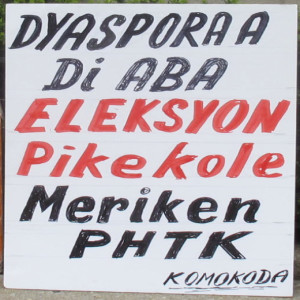 DYASPORA A
Di ABA
ELEKSYON
Pike kole
Meriken
PHTK
KOMOKODA